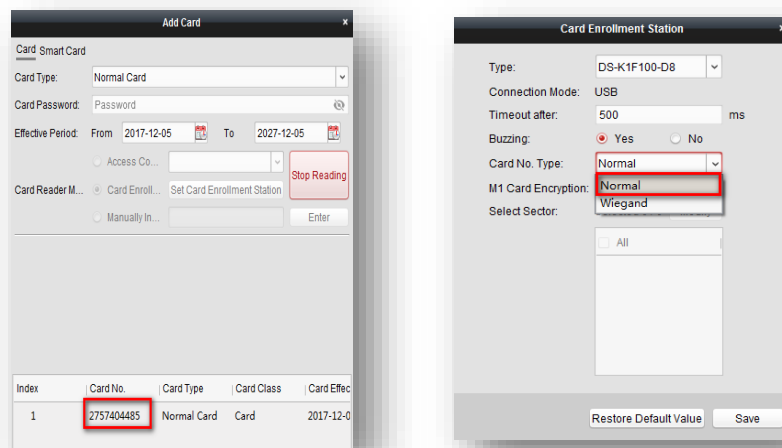 Add Card x
Card Smart Card
Card Type: Normal Card
Card Password: Password
Effective Period: From 2017-12-05 To 2027-12-05
Access Co...
Stop Reading
Card Reader M... Card Enroll... Set Card Enrollment Station
Manually In... Enter
Index Card No. Card Type Card Class Card Effec
1 2757404485 Normal Card Card 2017-12-0
Card Enrollment Station
Type: DS-K1F100-D8
Connection Mode: USB
Timeout after: 500 ms
Buzzing: Yes No
Card No. Type: Normal
M1 Card Encryption: Normal
Wiegand
Select Sector:
All
Restore Default Value Save